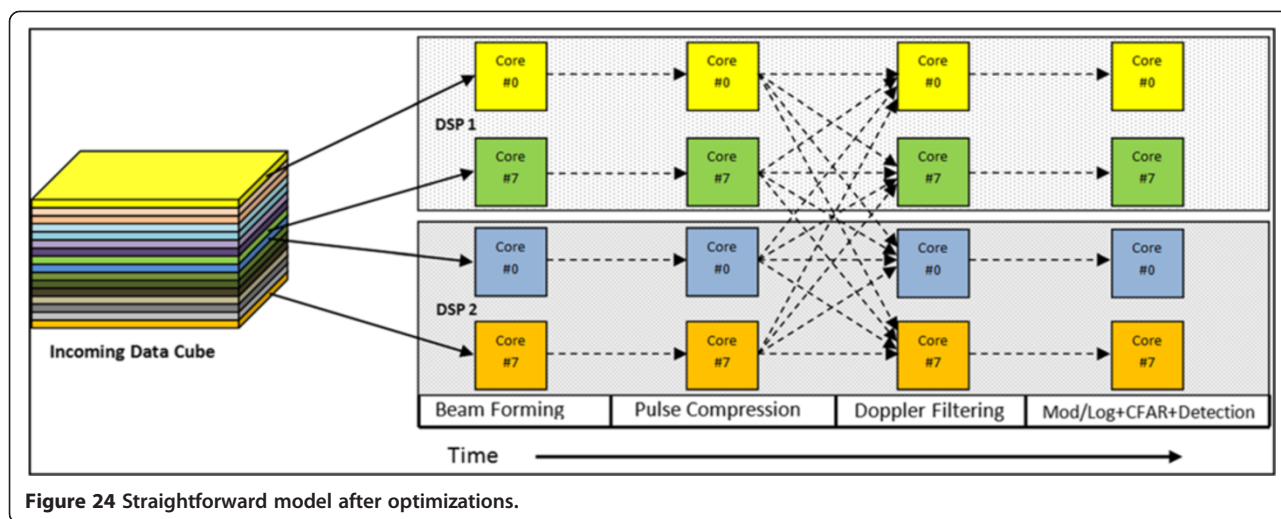 Core
#0
Core
#0
Core
#0
Core
#0
DSP 1
Core
#7
Core
#7
Core
#7
Core
#7
Core
#0
Core
#0
Core
#0
Core
#0
DSP 2
Core
#7
Core
#7
Core
#7
Core
#7
Incoming Data Cube
Beam Forming
Pulse Compression
Doppler Filtering
Mod/Log+CFAR+Detection
Time
Figure 24 Straightforward model after optimizations.